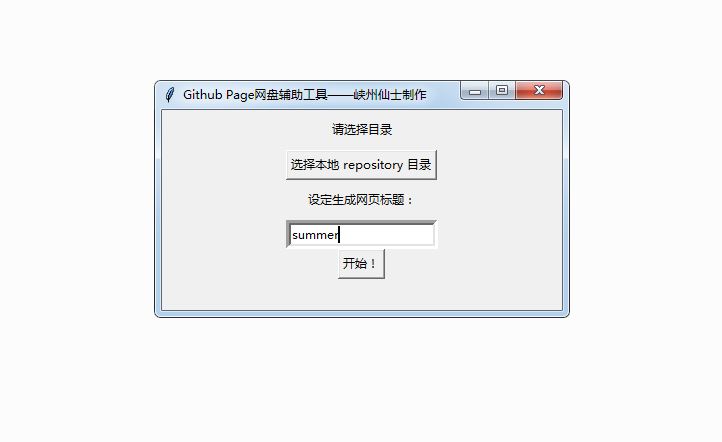 Github Page网盘辅助工具——峡州仙士制作
请选择目录
选择本地 repository 目录
设定生成网页标题：
summer
开始！